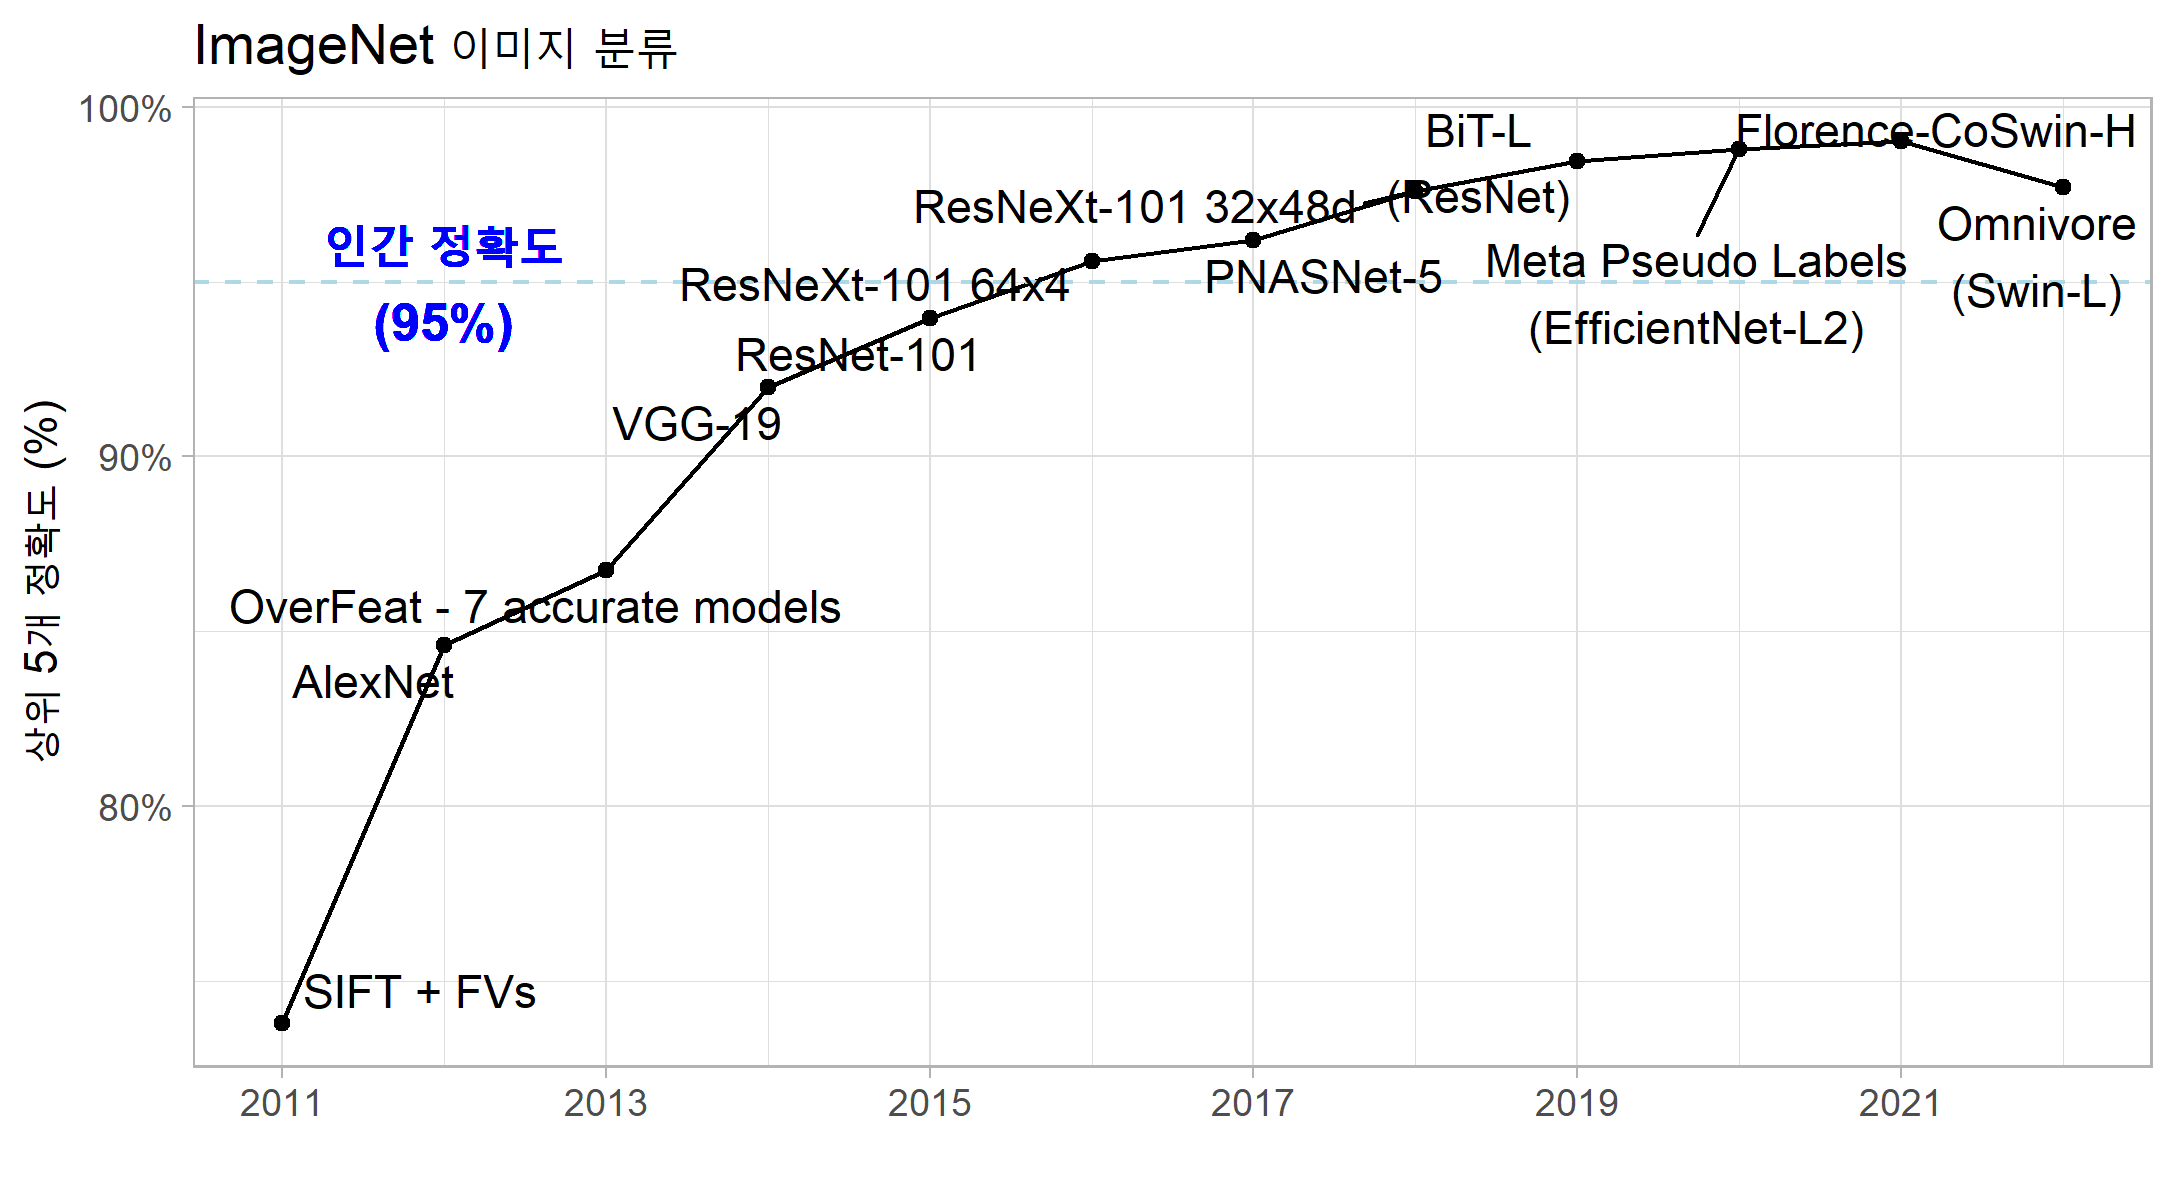 ImageNet 이미지 분류
상위 5개 정확도 (%)
100%
90%
80%
인간 정확도
(95%)
SIFT + FVs
AlexNet
OverFeat - 7 accurate models
VGG-19
ResNet-101
ResNeXt-101 64x4
PNASNet-5
ResNeXt-101 32x48d
BiT-L
(ResNet)
Meta Pseudo Labels
(EfficientNet-L2)
Florence-CoSwin-H
Omnivore
(Swin-L)
2011
2013
2015
2017
2019
2021